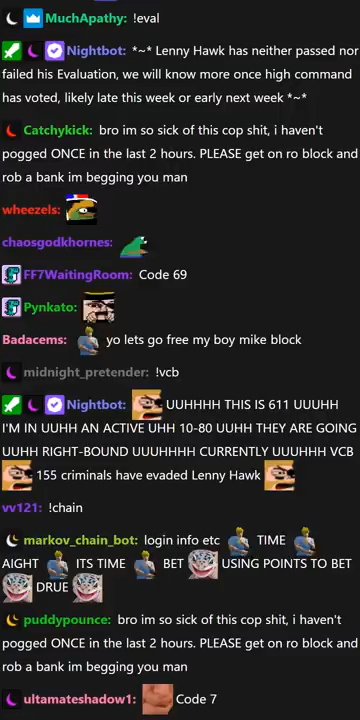 MuchApathy: !eval
Nightbot: *~* Lenny Hawk has neither passed nor
failed his Evaluation, we will know more once high command
has voted, likely late this week or early next week *~*
Catchykick: bro im so sick of this cop shit, i haven't
pogged ONCE in the last 2 hours. PLEASE get on ro block and
rob a bank im begging you man
wheezels:
chaosgodkhornes:
FF7WaitingRoom: Code 69
Pynkato:
Badacems: yo lets go free my boy mike block
midnight_pretender: !vcb
Nightbot: UUHHHH THIS IS 611 UUUHH
I'M IN UUHH AN ACTIVE UHH 10-80 UUHH THEY ARE GOING
UUHH RIGHT-BOUND UUUHHHH CURRENTLY UUUHHH VCB
155 criminals have evaded Lenny Hawk
vv121: !chain
markov_chain_bot: login info etc TIME
AIGHT ITS TIME BET USING POINTS TO BET
DRUE
puddypounce: bro im so sick of this cop shit, i haven't
pogged ONCE in the last 2 hours. PLEASE get on ro block and
rob a bank im begging you man
ultamateshadow1: Code 7